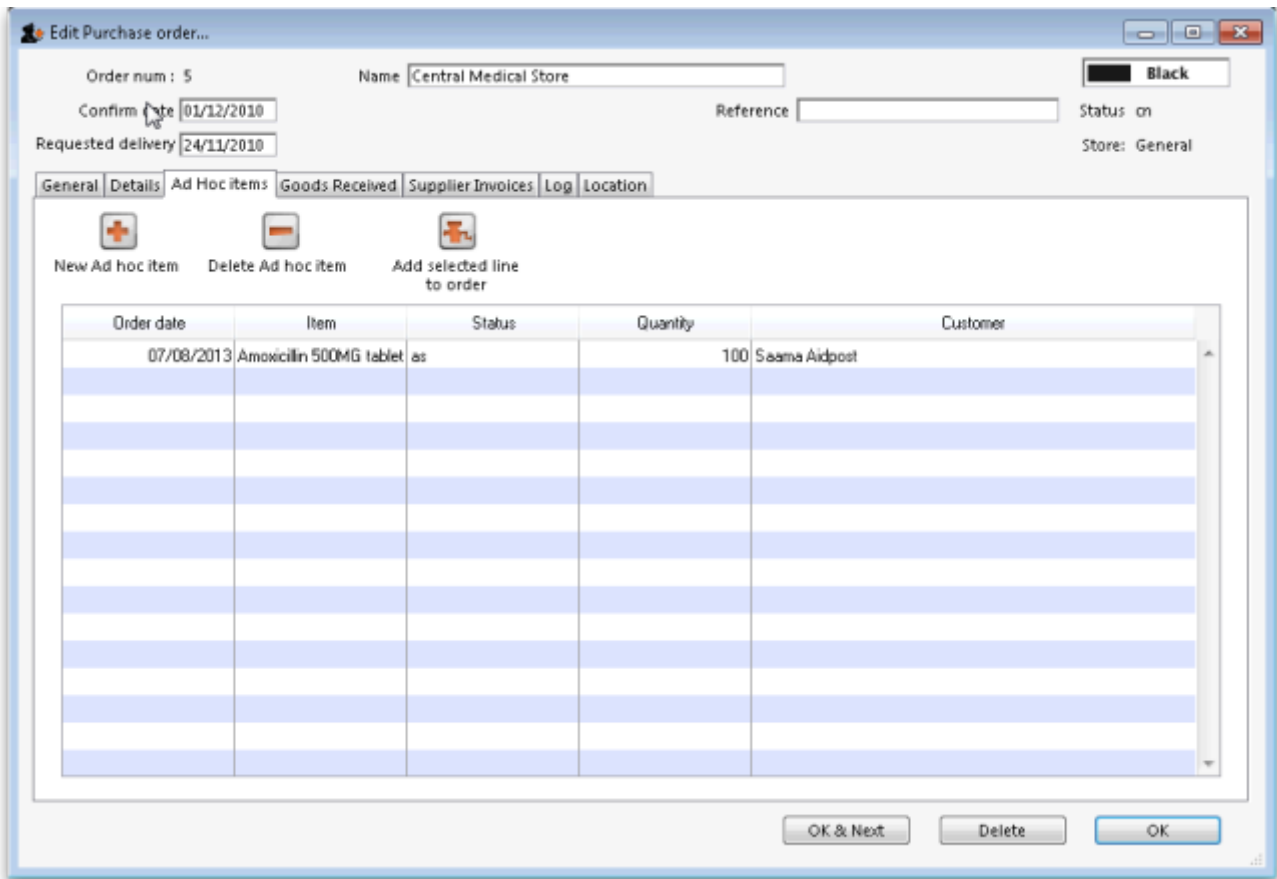 Edit Purchase order...
Order num : 5 Name Central Medical Store Black
Confirm date 01/12/2010 Reference Status cn
Requested delivery 24/11/2010 Store: General
General Details Ad Hoc items Goods Received Supplier Invoices Log Location
New Ad hoc item Delete Ad hoc item Add selected line
to order
Order date Item Status Quantity Customer
07/08/2013 Amoxicillin 500MG tablet as 100 Saama Aidpost
OK & Next Delete OK